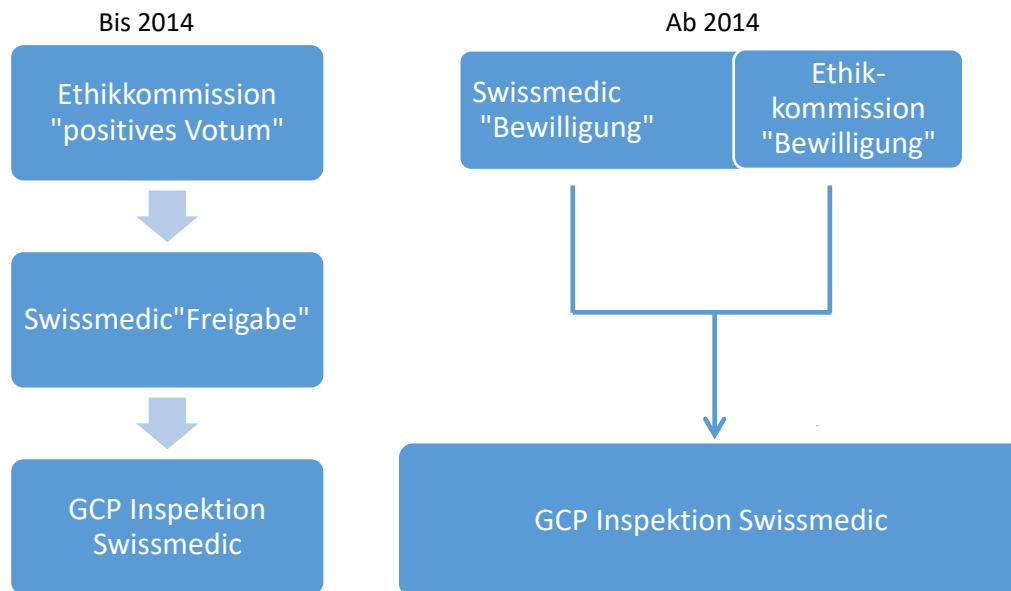 Bis 2014
Ethikkommission
"positives Votum"
Swissmedic"Freigabe"
GCP Inspektion
Swissmedic
Ab 2014
Swissmedic
"Bewilligung"
Ethik-
kommission
"Bewilligung"
GCP Inspektion Swissmedic